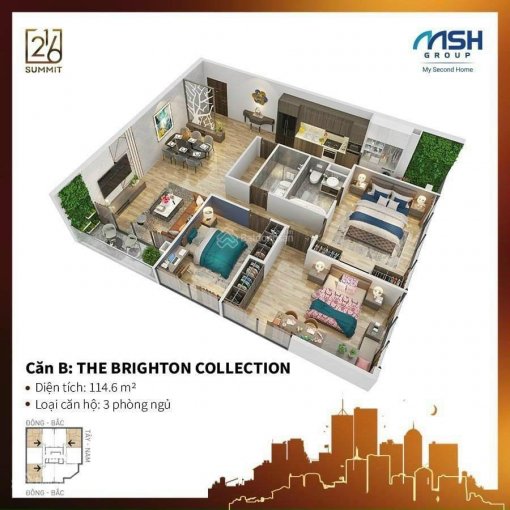 216
SUMMIT
MSH
GROUP
My Second Home
Căn B: THE BRIGHTON COLLECTION
• Diện tích: 114.6 m²
• Loại căn hộ: 3 phòng ngủ
ĐÔNG - BẮC
TÂY - NAM
ĐÔNG - BẮC